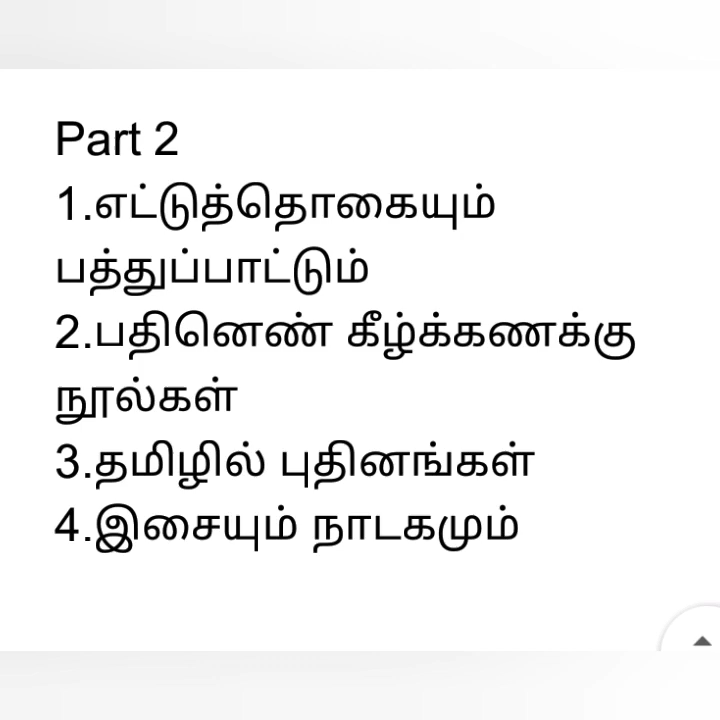 Part 2
1.எட்டுத்தொகையும்
பத்துப்பாட்டும்
2.பதினெண் கீழ்க்கணக்கு
நூல்கள்
3.தமிழில் புதினங்கள்
4.இசையும் நாடகமும்